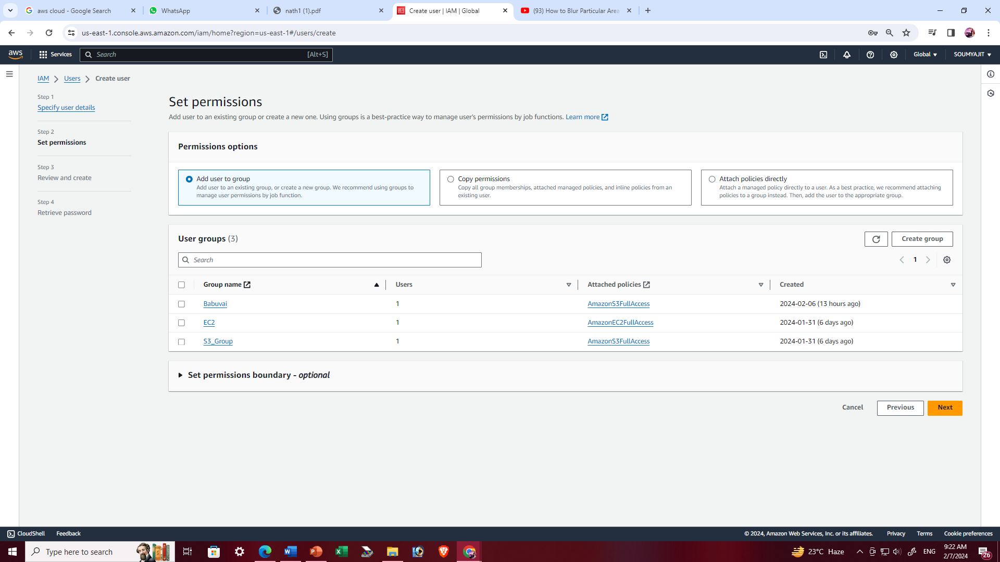 aws cloud - Google Search
WhatsApp
nath1 (1).pdf
Create user | IAM | Global
(93) How to Blur Particular Area
us-east-1.console.aws.amazon.com/iam/home?region=us-east-1#/users/create
aws
Services
Search
[Alt+S]
Global
SOUMYAJIT
IAM
Users
Create user
Step 1
Specify user details
Step 2
Set permissions
Step 3
Review and create
Step 4
Retrieve password
Set permissions
Add user to an existing group or create a new one. Using groups is a best-practice way to manage user's permissions by job functions. Learn more
Permissions options
Add user to group
Add user to an existing group, or create a new group. We recommend using groups to
manage user permissions by job function.
Copy permissions
Copy all group memberships, attached managed policies, and inline policies from an
existing user.
Attach policies directly
Attach a managed policy directly to a user. As a best practice, we recommend attaching
policies to a group instead. Then, add the user to the appropriate group.
User groups (3)
Create group
Search
1
Group name
Users
Attached policies
Created
Babuvai
1
AmazonS3FullAccess
2024-02-06 (13 hours ago)
EC2
1
AmazonEC2FullAccess
2024-01-31 (6 days ago)
S3_Group
1
AmazonS3FullAccess
2024-01-31 (6 days ago)
Set permissions boundary - optional
Cancel
Previous
Next
CloudShell
Feedback
© 2024, Amazon Web Services, Inc. or its affiliates.
Privacy
Terms
Cookie preferences
Type here to search
23°C Haze
ENG
9:22 AM
2/7/2024
26